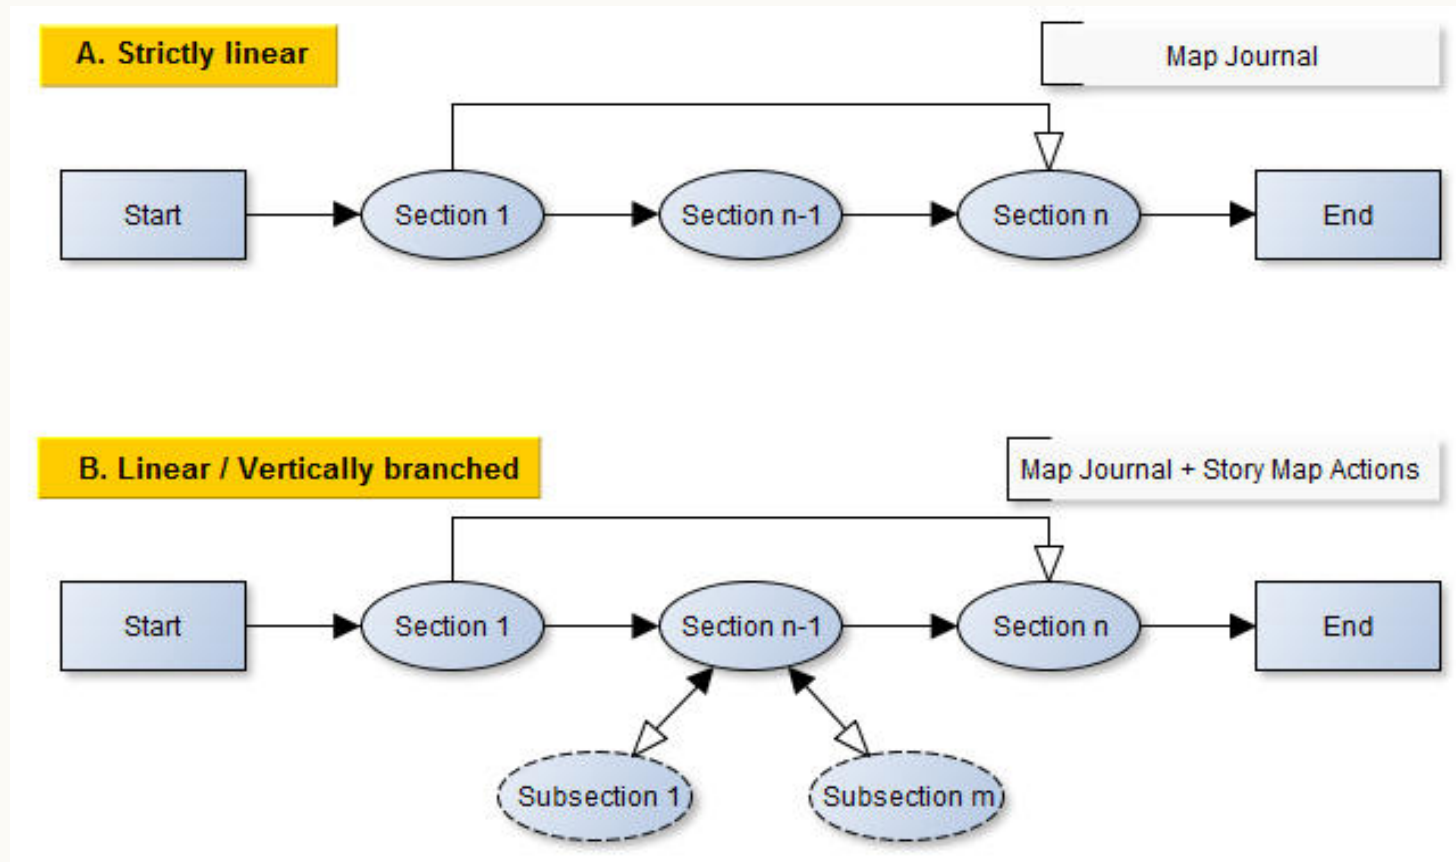 A. Strictly linear
Map Journal
Start
Section 1
Section n-1
Section n
End
B. Linear / Vertically branched
Map Journal + Story Map Actions
Start
Section 1
Section n-1
Section n
End
Subsection 1
Subsection m